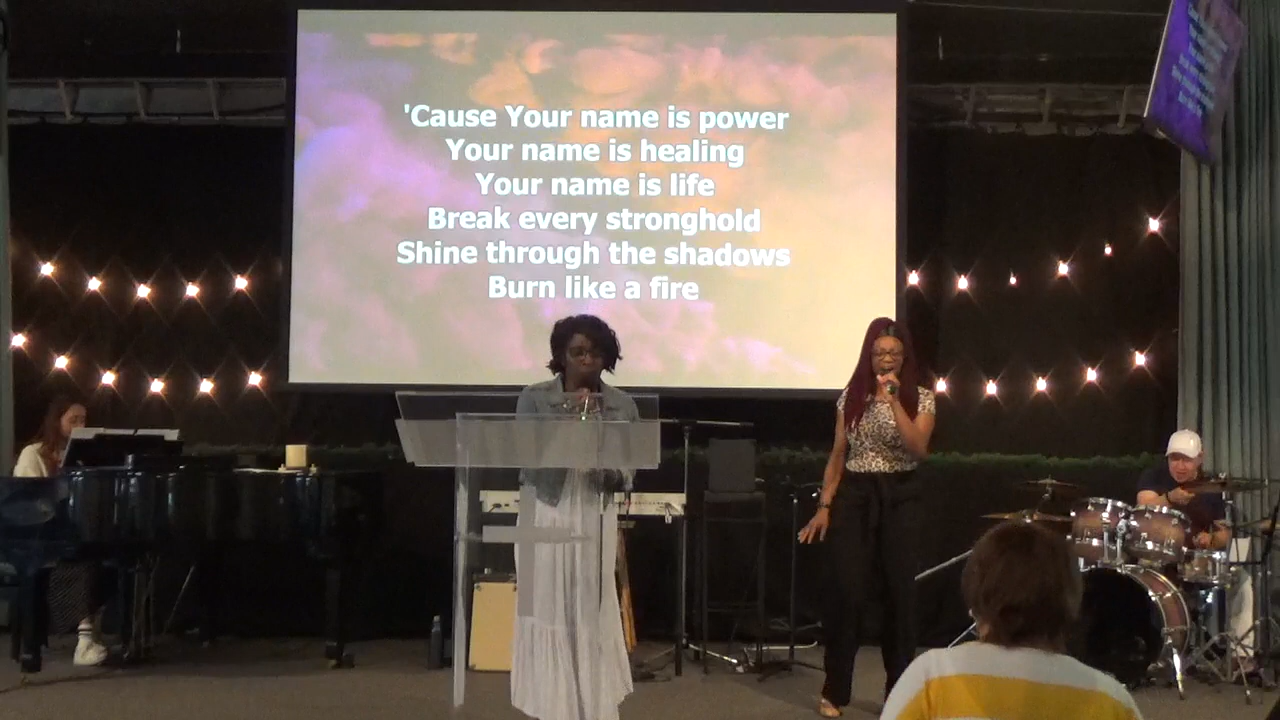 'Cause Your name is power
Your name is healing
Your name is life
Break every stronghold
Shine through the shadows
Burn like a fire